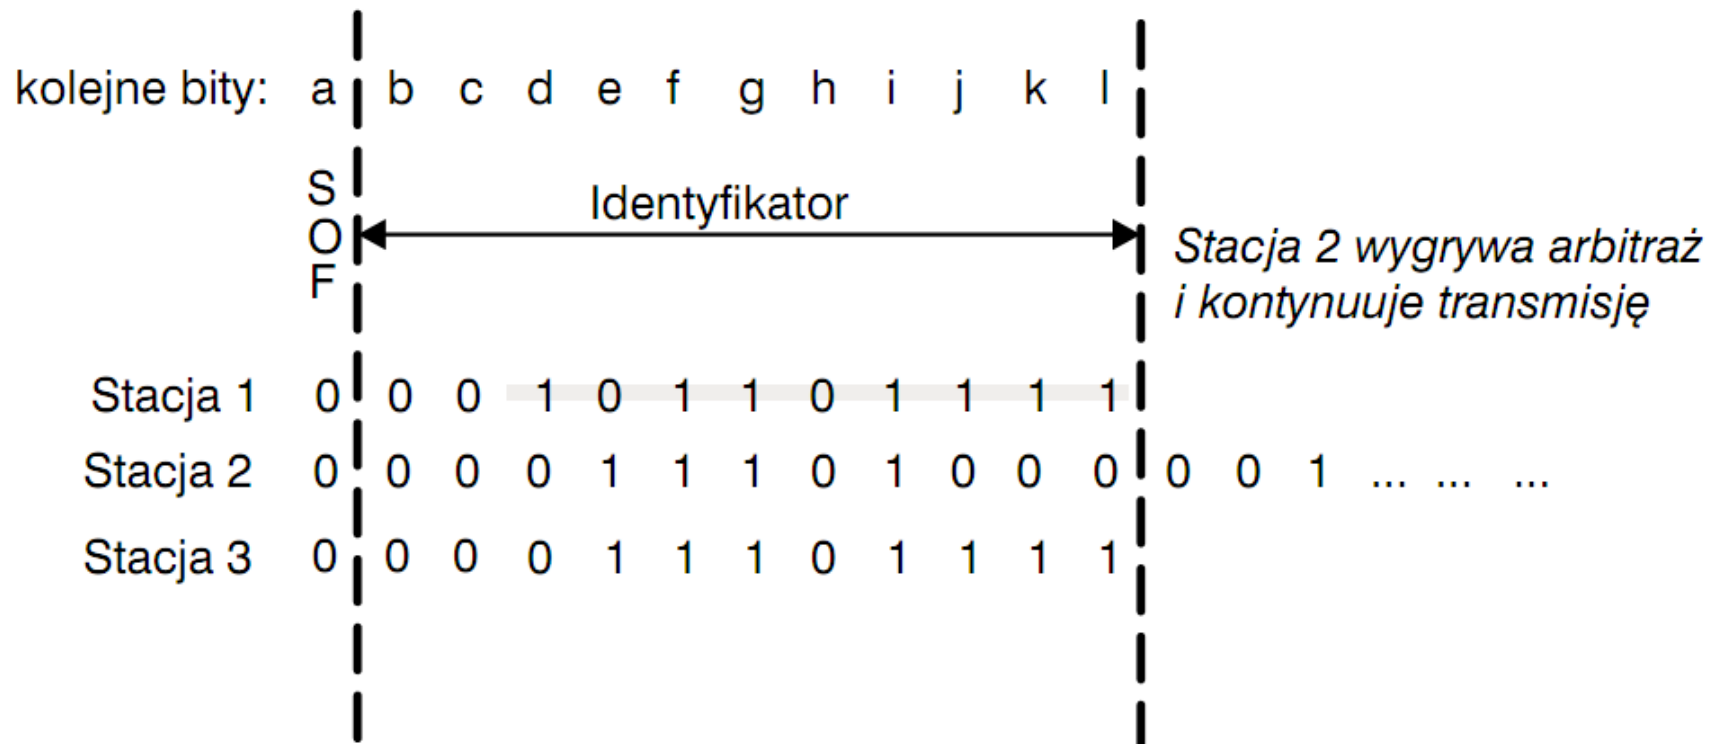 kolejne bity: a b c d e f g h i j k l
S
O
F
Identyfikator
Stacja 2 wygrywa arbitraż
i kontynuuje transmisję
Stacja 1 0 0 0 1 0 1 1 0 1 1 1 1
Stacja 2 0 0 0 0 1 1 1 0 1 0 0 0 0 0 1 ... ... ...
Stacja 3 0 0 0 0 1 1 1 0 1 1 1 1